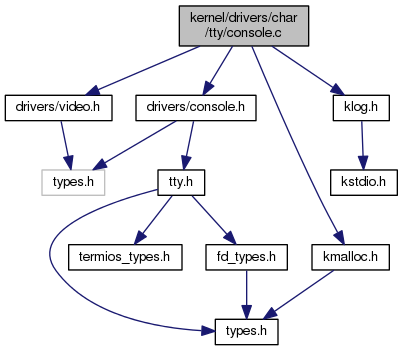 kernel/drivers/char
/tty/console.c
drivers/video.h
drivers/console.h
klog.h
types.h
tty.h
kstdio.h
termios_types.h
fd_types.h
kmalloc.h
types.h